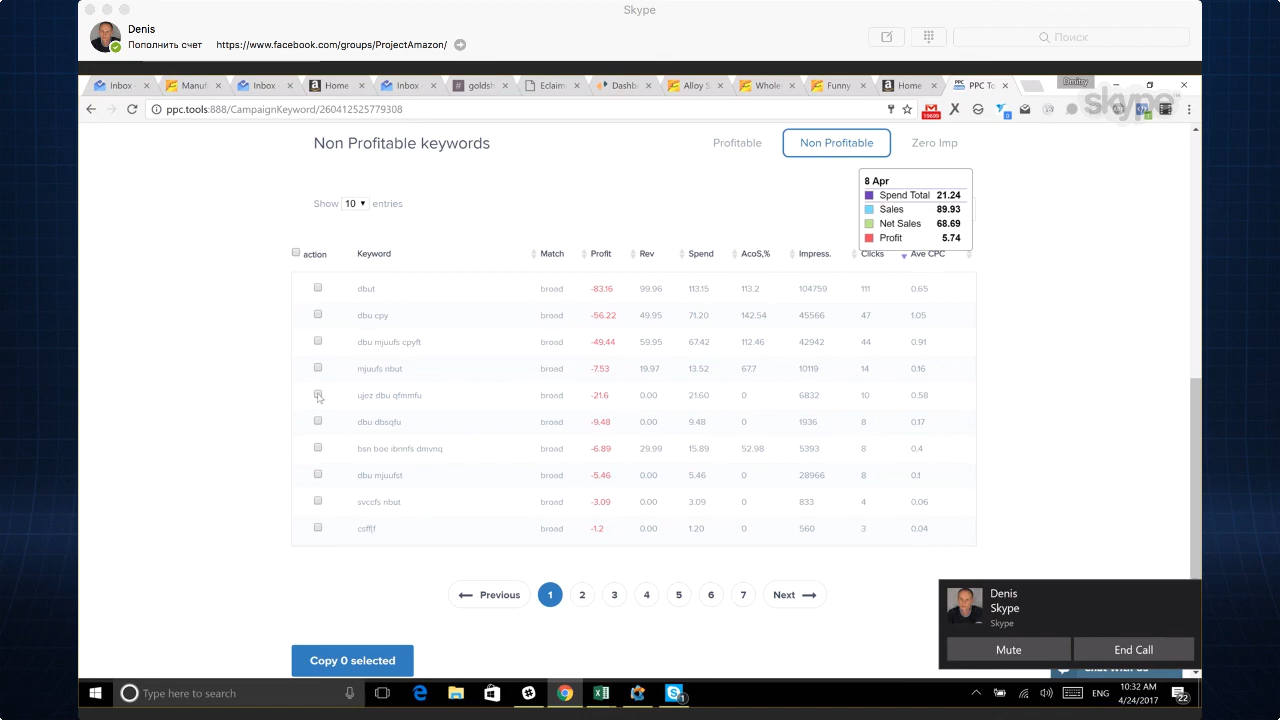 Skype
Denis
Пополнить счет https://www.facebook.com/groups/ProjectAmazon/
Поиск
Inbox Manuf Inbox Home Inbox goldsh Eclaim Dashb Alloy S Whole Funny Home PPC To Dmitry
ppc.tools:888/CampaignKeyword/260412525779308
skype™
Non Profitable keywords
Profitable Non Profitable Zero Imp
8 Apr
Spend Total 21.24
Sales 89.93
Net Sales 68.69
Profit 5.74
Show 10 entries
action Keyword Match Profit Rev Spend AcoS,% Impress. Clicks Ave CPC
dbut broad -83.16 99.96 113.15 113.2 104759 111 0.65
dbu cpy broad -56.22 49.95 71.20 142.54 45566 47 1.05
dbu mjuufs cpyft broad -49.44 59.95 67.42 112.46 42942 44 0.91
mjuufs nbut broad -7.53 19.97 13.52 67.7 10119 14 0.16
ujez dbu qfmmfu broad -21.6 0.00 21.60 0 6832 10 0.58
dbu dbsqfu broad -9.48 0.00 9.48 0 1936 8 0.17
bsn boe ibnnfs dmvnq broad -6.89 29.99 15.89 52.98 5393 8 0.4
dbu mjuufst broad -5.46 0.00 5.46 0 28966 8 0.1
svccfs nbut broad -3.09 0.00 3.09 0 833 4 0.06
broad -1.2 0.00 1.20 0 560 3 0.04
Previous 1 2 3 4 5 6 7 Next
Copy 0 selected
Denis
Skype
Skype
Mute End Call
Type here to search
ENG
10:32 AM
4/24/2017
22